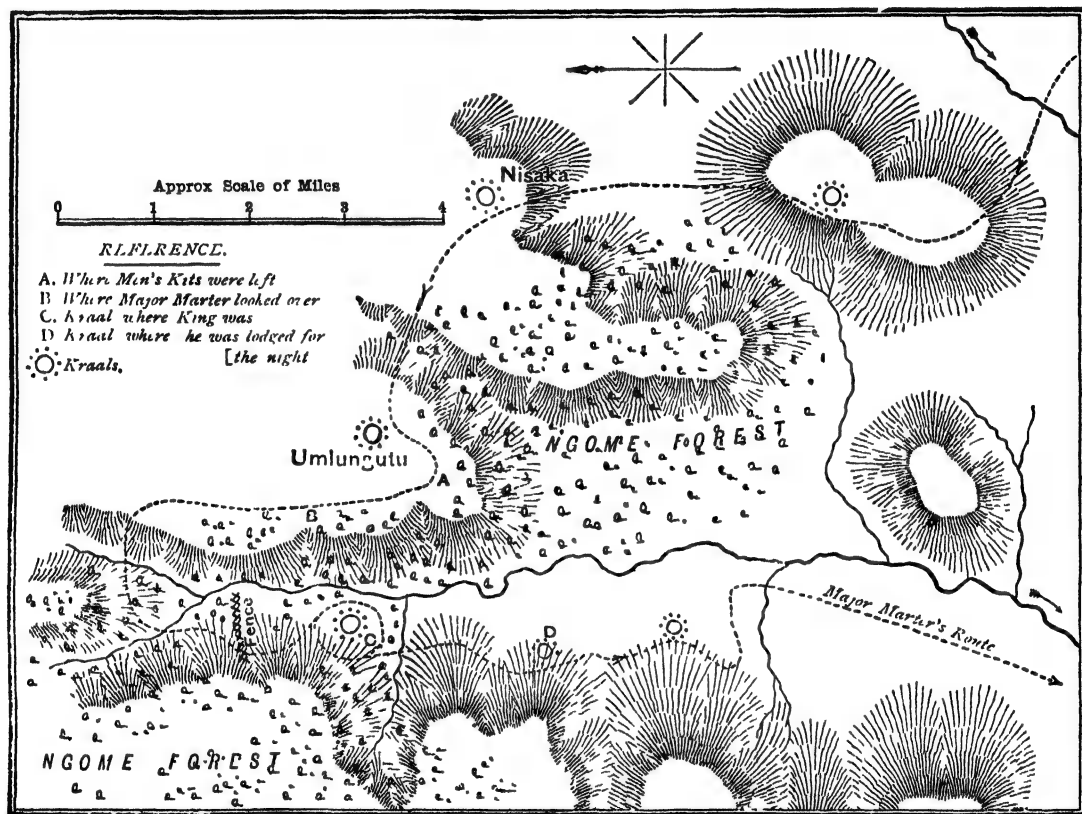 Approx Scale of Miles
0 1 2 3 4
RLFLRENCE.
A. Where Men's Kits were left
B Where Major Marter looked over
C. Kraal where King was
D Kraal where he was lodged for
[the night
Kraals.
Nisaka
Umlungutu
A
B
NGOME FOREST
Fence
C
D
Major Marter's Route
NGOME FOREST